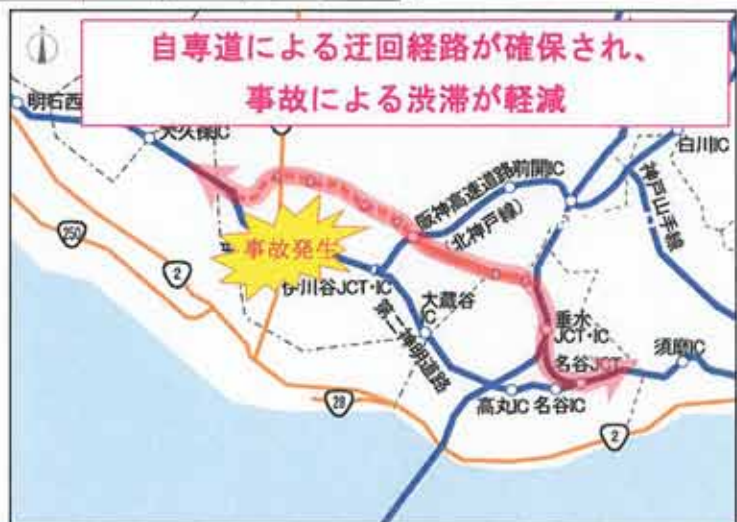 自専道による迂回経路が確保され、
事故による渋滞が軽減
明石西
大久保IC
白川IC
阪神高速道路
(北神戸線)
前開IC
神戸山手線
250
2
事故発生
伊川谷JCT・IC
大蔵谷
IC
第二神明道路
垂水
JCT・IC
名谷JCT
須磨IC
28
高丸IC
名谷IC
2